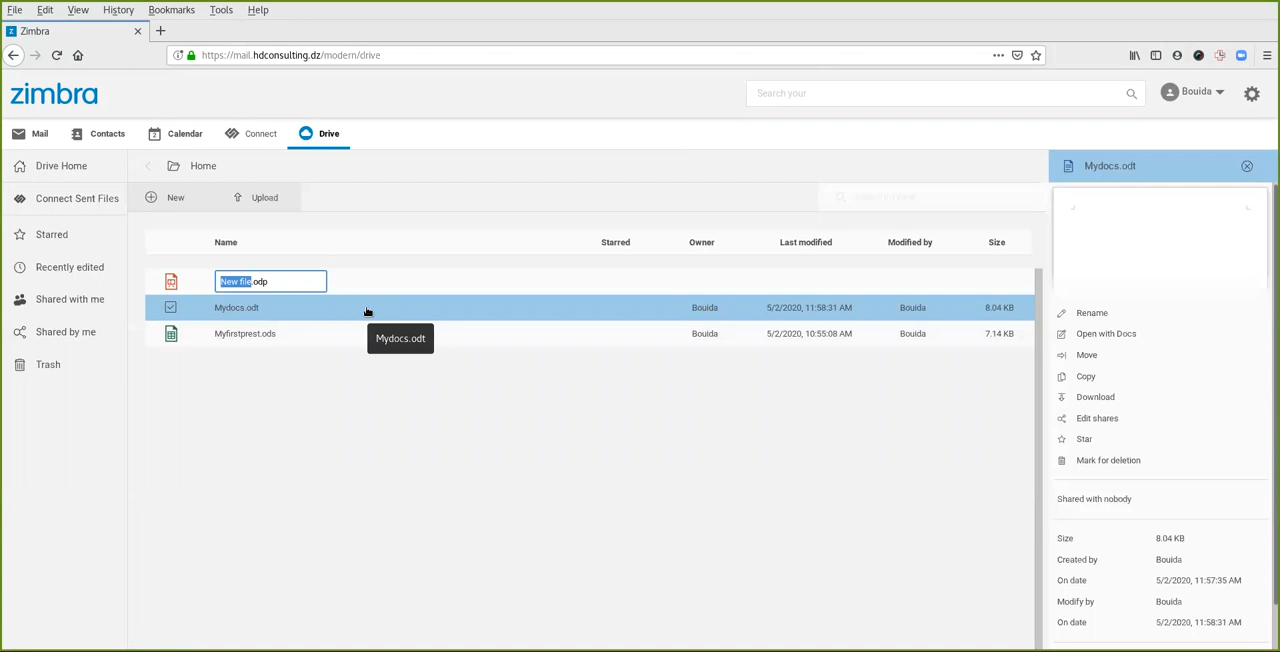 File Edit View History Bookmarks Tools Help
Z Zimbra
https://mail.hdconsulting.dz/modern/drive
zimbra
Search your
Bouida
Mail
2
Contacts Calendar Connect Drive
Drive Home
Home
Mydocs.odt
Connect Sent Files
New
Upload
Starred
Recently edited
Shared with me
Shared by me
Trash
Name Starred Owner Last modified Modified by Size
New file.odp
Mydocs.odt Bouida 5/2/2020, 11:58:31 AM Bouida 8.04 KB
Myfirstprest.ods Bouida 5/2/2020, 10:55:08 AM Bouida 7.14 KB
Mydocs.odt
Rename
Open with Docs
Move
Copy
Download
Edit shares
Star
Mark for deletion
Shared with nobody
Size 8.04 KB
Created by Bouida
On date 5/2/2020, 11:57:35 AM
Modify by Bouida
On date 5/2/2020, 11:58:31 AM